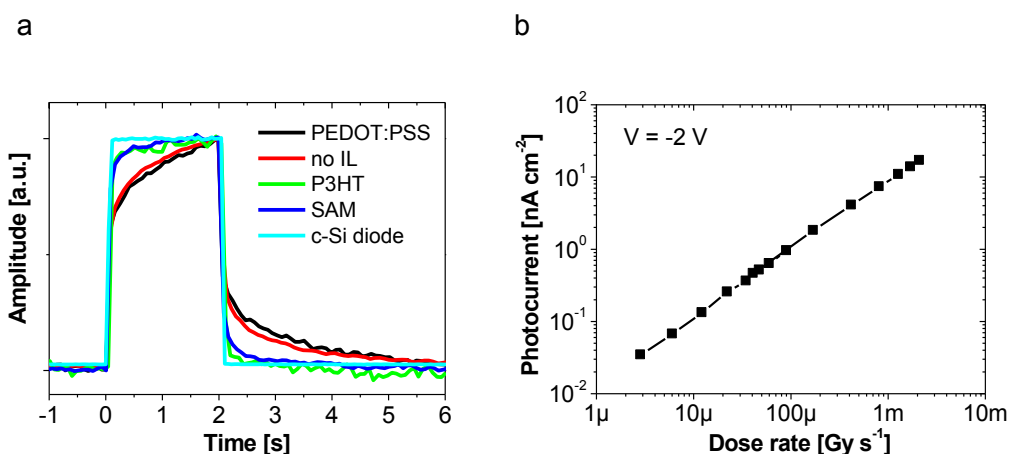 a
Amplitude [a.u.]
PEDOT:PSS
no IL
P3HT
SAM
c-Si diode
-1 0 1 2 3 4 5 6
Time [s]
b
Photocurrent [nA cm⁻²]
V = -2 V
10²
10¹
10⁰
10⁻¹
10⁻²
1µ 10µ 100µ 1m 10m
Dose rate [Gy s⁻¹]